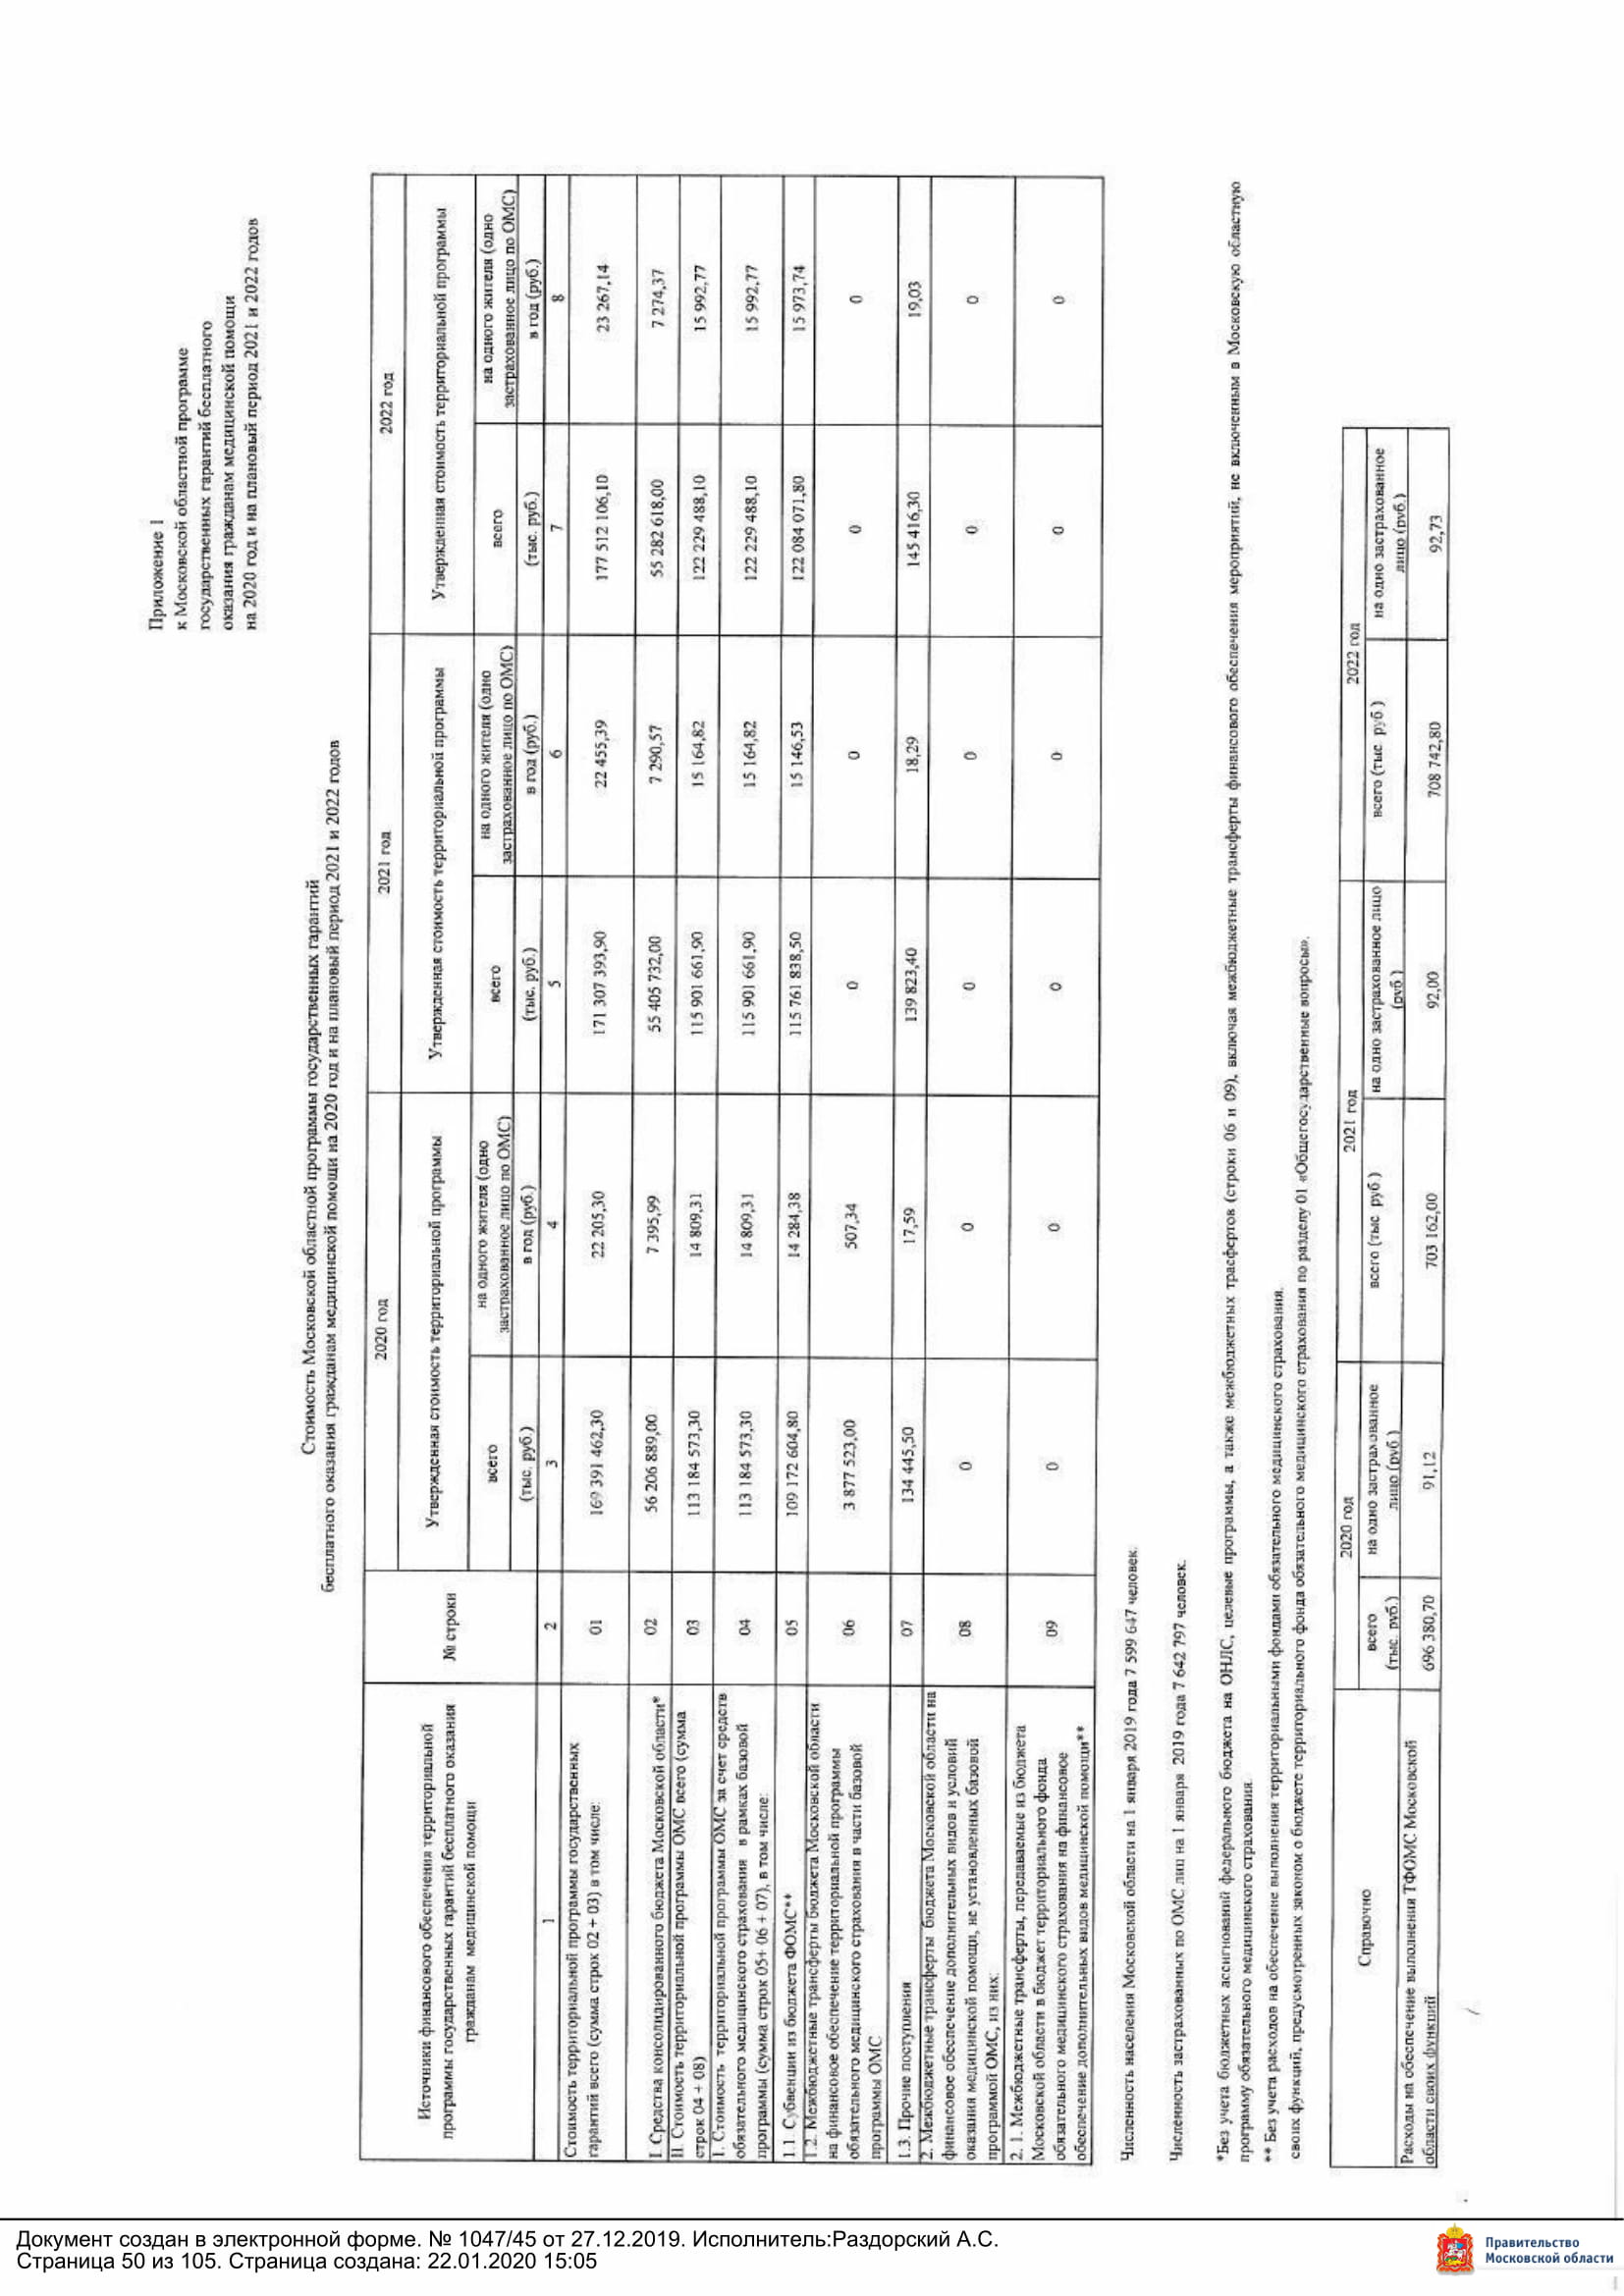 Приложение 1
к Московской областной программе
государственных гарантий бесплатного
оказания гражданам медицинской помощи
на 2020 год и на плановый период 2021 и 2022 годов
Стоимость Московской областной программы государственных гарантий
бесплатного оказания гражданам медицинской помощи на 2020 год и на плановый период 2021 и 2022 годов
Источники финансового обеспечения территориальной
программы государственных гарантий бесплатного оказания
гражданам медицинской помощи
№ строки
2020 год
2021 год
2022 год
Утвержденная стоимость территориальной программы
Утвержденная стоимость территориальной программы
Утвержденная стоимость территориальной программы
всего
(тыс. руб.)
на одного жителя (одно
застрахованное лицо по ОМС)
в год (руб.)
всего
(тыс. руб.)
на одного жителя (одно
застрахованное лицо по ОМС)
в год (руб.)
всего
(тыс. руб.)
на одного жителя (одно
застрахованное лицо по ОМС)
в год (руб.)
1 2 3 4 5 6 7 8
Стоимость территориальной программы государственных
гарантий всего (сумма строк 02 + 03) в том числе:
01 169 391 462,30 22 205,30 171 307 393,90 22 455,39 177 512 106,10 23 267,14
I. Средства консолидированного бюджета Московской области*
02 56 206 889,00 7 395,99 55 405 732,00 7 290,57 55 282 618,00 7 274,37
II. Стоимость территориальной программы ОМС всего (сумма
строк 04 + 08)
03 113 184 573,30 14 809,31 115 901 661,90 15 164,82 122 229 488,10 15 992,77
1. Стоимость территориальной программы ОМС за счет средств
обязательного медицинского страхования в рамках базовой
программы (сумма строк 05+ 06 + 07), в том числе:
04 113 184 573,30 14 809,31 115 901 661,90 15 164,82 122 229 488,10 15 992,77
1.1. Субвенции из бюджета ФОМС**
05 109 172 604,80 14 284,38 115 761 838,50 15 146,53 122 084 071,80 15 973,74
1.2. Межбюджетные трансферты бюджета Московской области
на финансовое обеспечение территориальной программы
обязательного медицинского страхования в части базовой
программы ОМС
06 3 877 523,00 507,34 0 0 0 0
1.3. Прочие поступления
07 134 445,50 17,59 139 823,40 18,29 145 416,30 19,03
2. Межбюджетные трансферты бюджета Московской области на
финансовое обеспечение дополнительных видов и условий
оказания медицинской помощи, не установленных базовой
программой ОМС, из них:
08 0 0 0 0 0 0
2. 1. Межбюджетные трансферты, передаваемые из бюджета
Московской области в бюджет территориального фонда
обязательного медицинского страхования на финансовое
обеспечение дополнительных видов медицинской помощи**
09 0 0 0 0 0 0
Численность населения Московской области на 1 января 2019 года 7 599 647 человек.
Численность застрахованных по ОМС лиц на 1 января 2019 года 7 642 797 человек.
*Без учета бюджетных ассигнований федерального бюджета на ОНЛС, целевые программы, а также межбюджетных трасфертов (строки 06 и 09), включая межбюджетные трансферты финансового обеспечения мероприятий, не включенным в Московскую областную
программу обязательного медицинского страхования.
** Без учета расходов на обеспечение выполнения территориальными фондами обязательного медицинского страхования
своих функций, предусмотренных законом о бюджете территориального фонда обязательного медицинского страхования по разделу 01 «Общегосударственные вопросы».
Справочно
2020 год
2021 год
2022 год
всего
(тыс. руб.)
на одно застрахованное
лицо (руб.)
всего (тыс. руб.)
на одно застрахованное лицо
(руб.)
всего (тыс. руб.)
на одно застрахованное
лицо (руб.)
Расходы на обеспечение выполнения ТФОМС Московской
области своих функций
696 380,70 91,12 703 162,00 92,00 708 742,80 92,73
Документ создан в электронной форме. № 1047/45 от 27.12.2019. Исполнитель:Раздорский А.С.
Страница 50 из 105. Страница создана: 22.01.2020 15:05
Правительство
Московской области